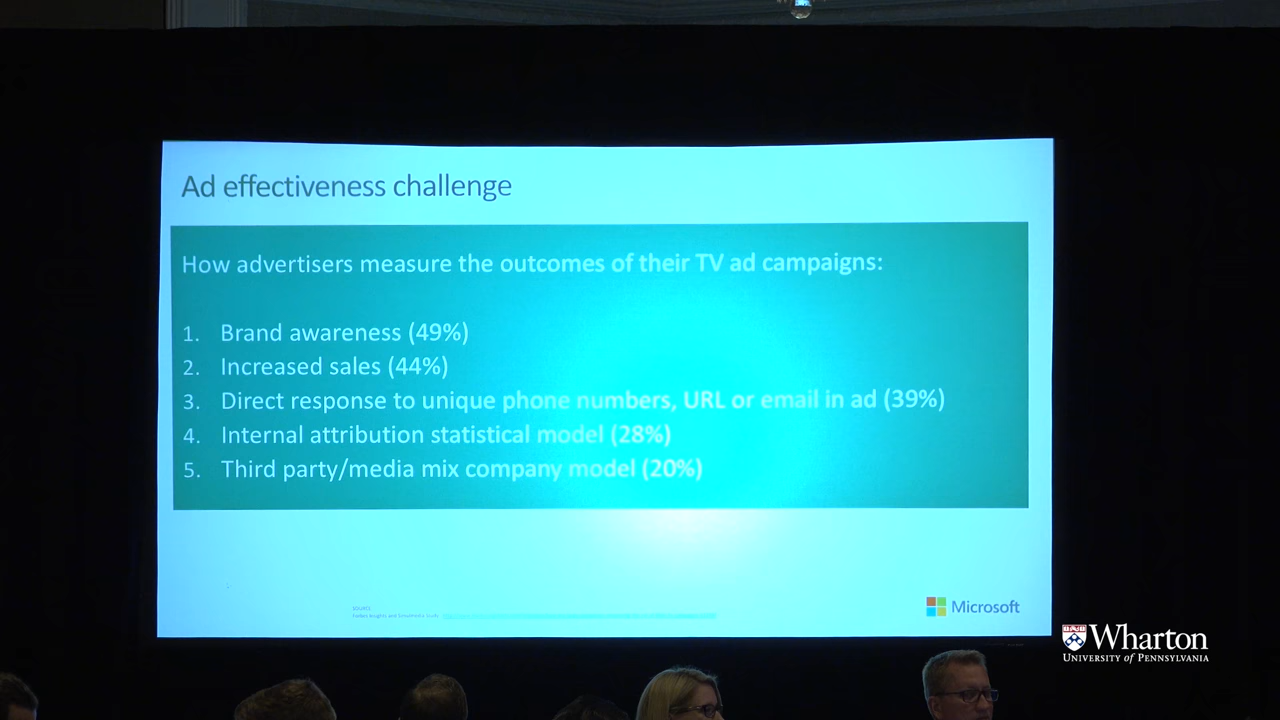 Ad effectiveness challenge
How advertisers measure the outcomes of their TV ad campaigns:
1. Brand awareness (49%)
2. Increased sales (44%)
3. Direct response to unique phone numbers, URL or email in ad (39%)
4. Internal attribution statistical model (28%)
5. Third party/media mix company model (20%)
SOURCE
Microsoft
Wharton
UNIVERSITY of PENNSYLVANIA